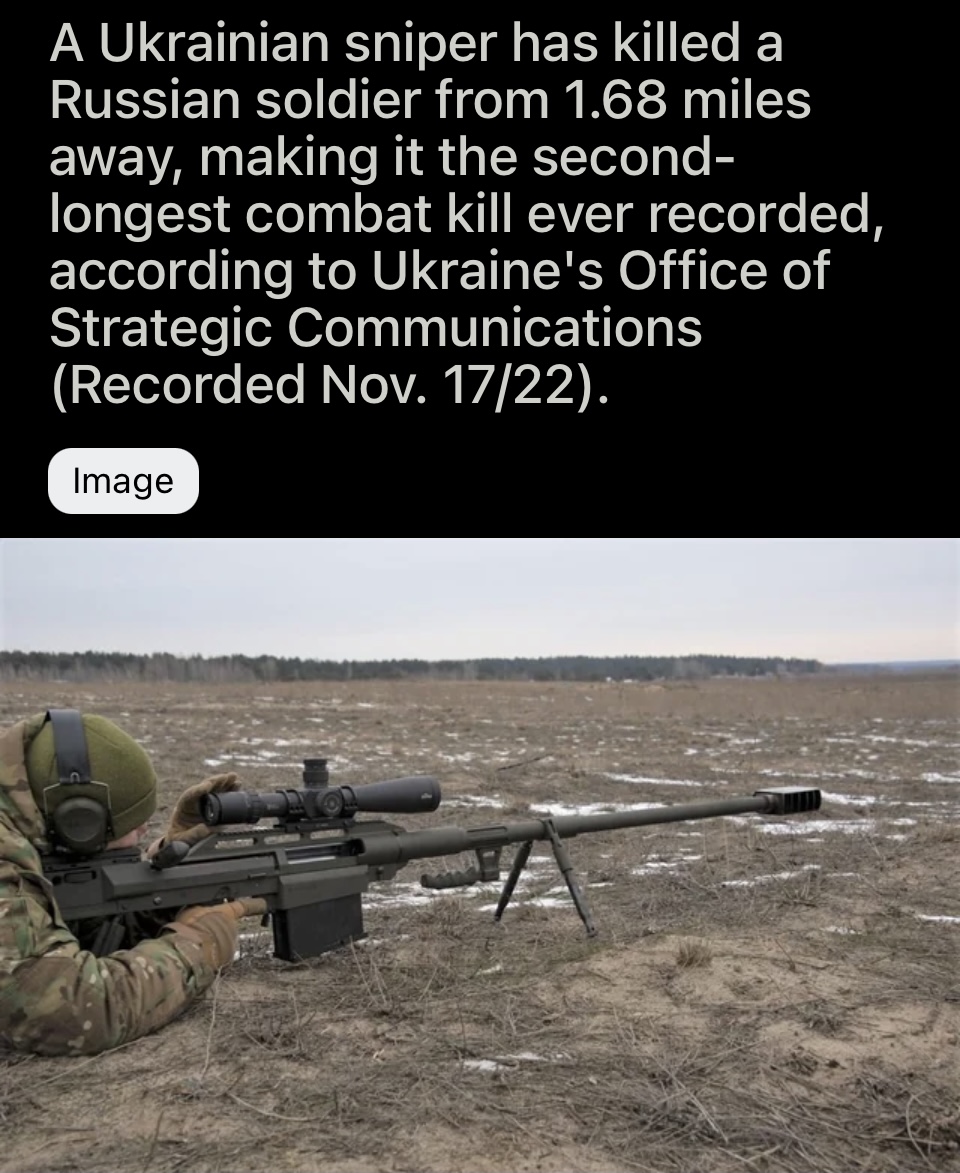 A Ukrainian sniper has killed a
Russian soldier from 1.68 miles
away, making it the second-
longest combat kill ever recorded,
according to Ukraine's Office of
Strategic Communications
(Recorded Nov. 17/22).
Image